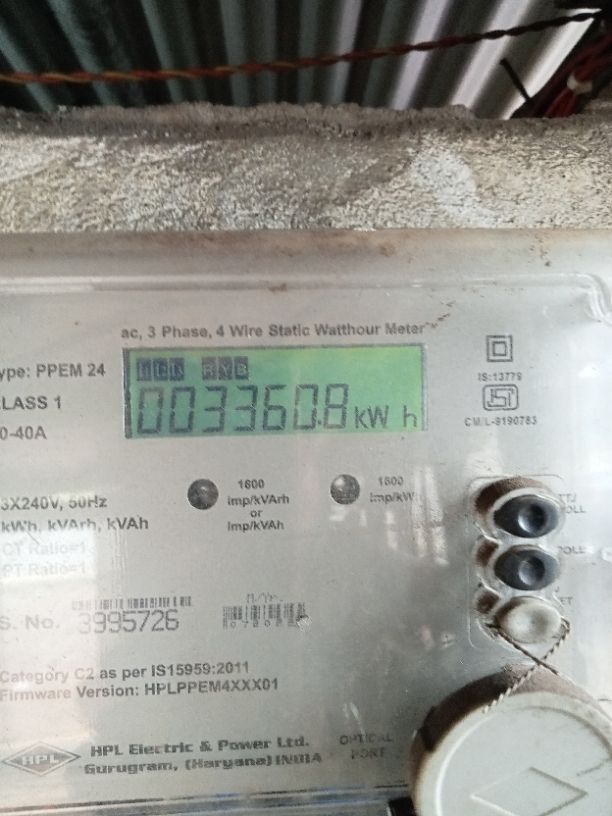 ac, 3 Phase, 4 Wire Static Watthour Meter
ype: PPEM 24
RYB
IS:13779
LASS 1
003360.8 kW h
CM/L-9190783
0-40A
3X240V, 50Hz
kWh, kVArh, kVAh
CT Ratio=1
PT Ratio=1
1600
imp/kVArh
or
imp/kVAh
1600
imp/kW
S. No. 3995726
Category C2 as per IS15959:2011
Firmware Version: HPLPPEM4XXX01
HPL
HPL Electric & Power Ltd.
Gurugram, (Haryana) INDIA
OPTICAL
PORT